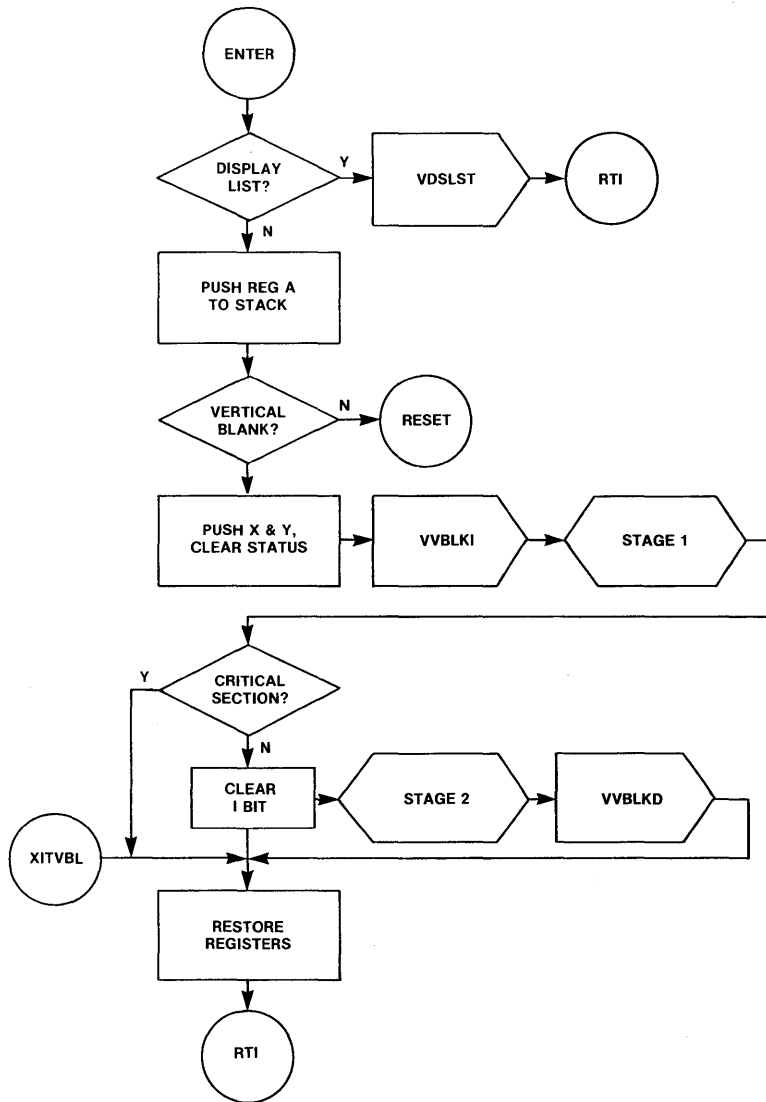 ENTER
DISPLAY
LIST?
Y
VDSLST
RTI
N
PUSH REG A
TO STACK
VERTICAL
BLANK?
N
RESET
PUSH X & Y,
CLEAR STATUS
VVBLKI
STAGE 1
Y
CRITICAL
SECTION?
N
CLEAR
I BIT
STAGE 2
VVBLKD
XITVBL
RESTORE
REGISTERS
RTI